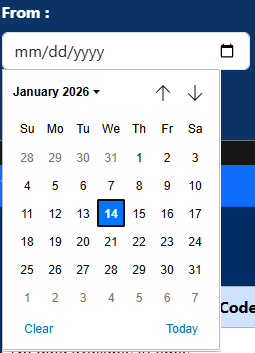 From :
mm/dd/yyyy
January 2026
Su Mo Tu We Th Fr Sa
28 29 30 31 1 2 3
4 5 6 7 8 9 10
11 12 13 14 15 16 17
18 19 20 21 22 23 24
25 26 27 28 29 30 31
1 2 3 4 5 6 7
Code
Clear Today